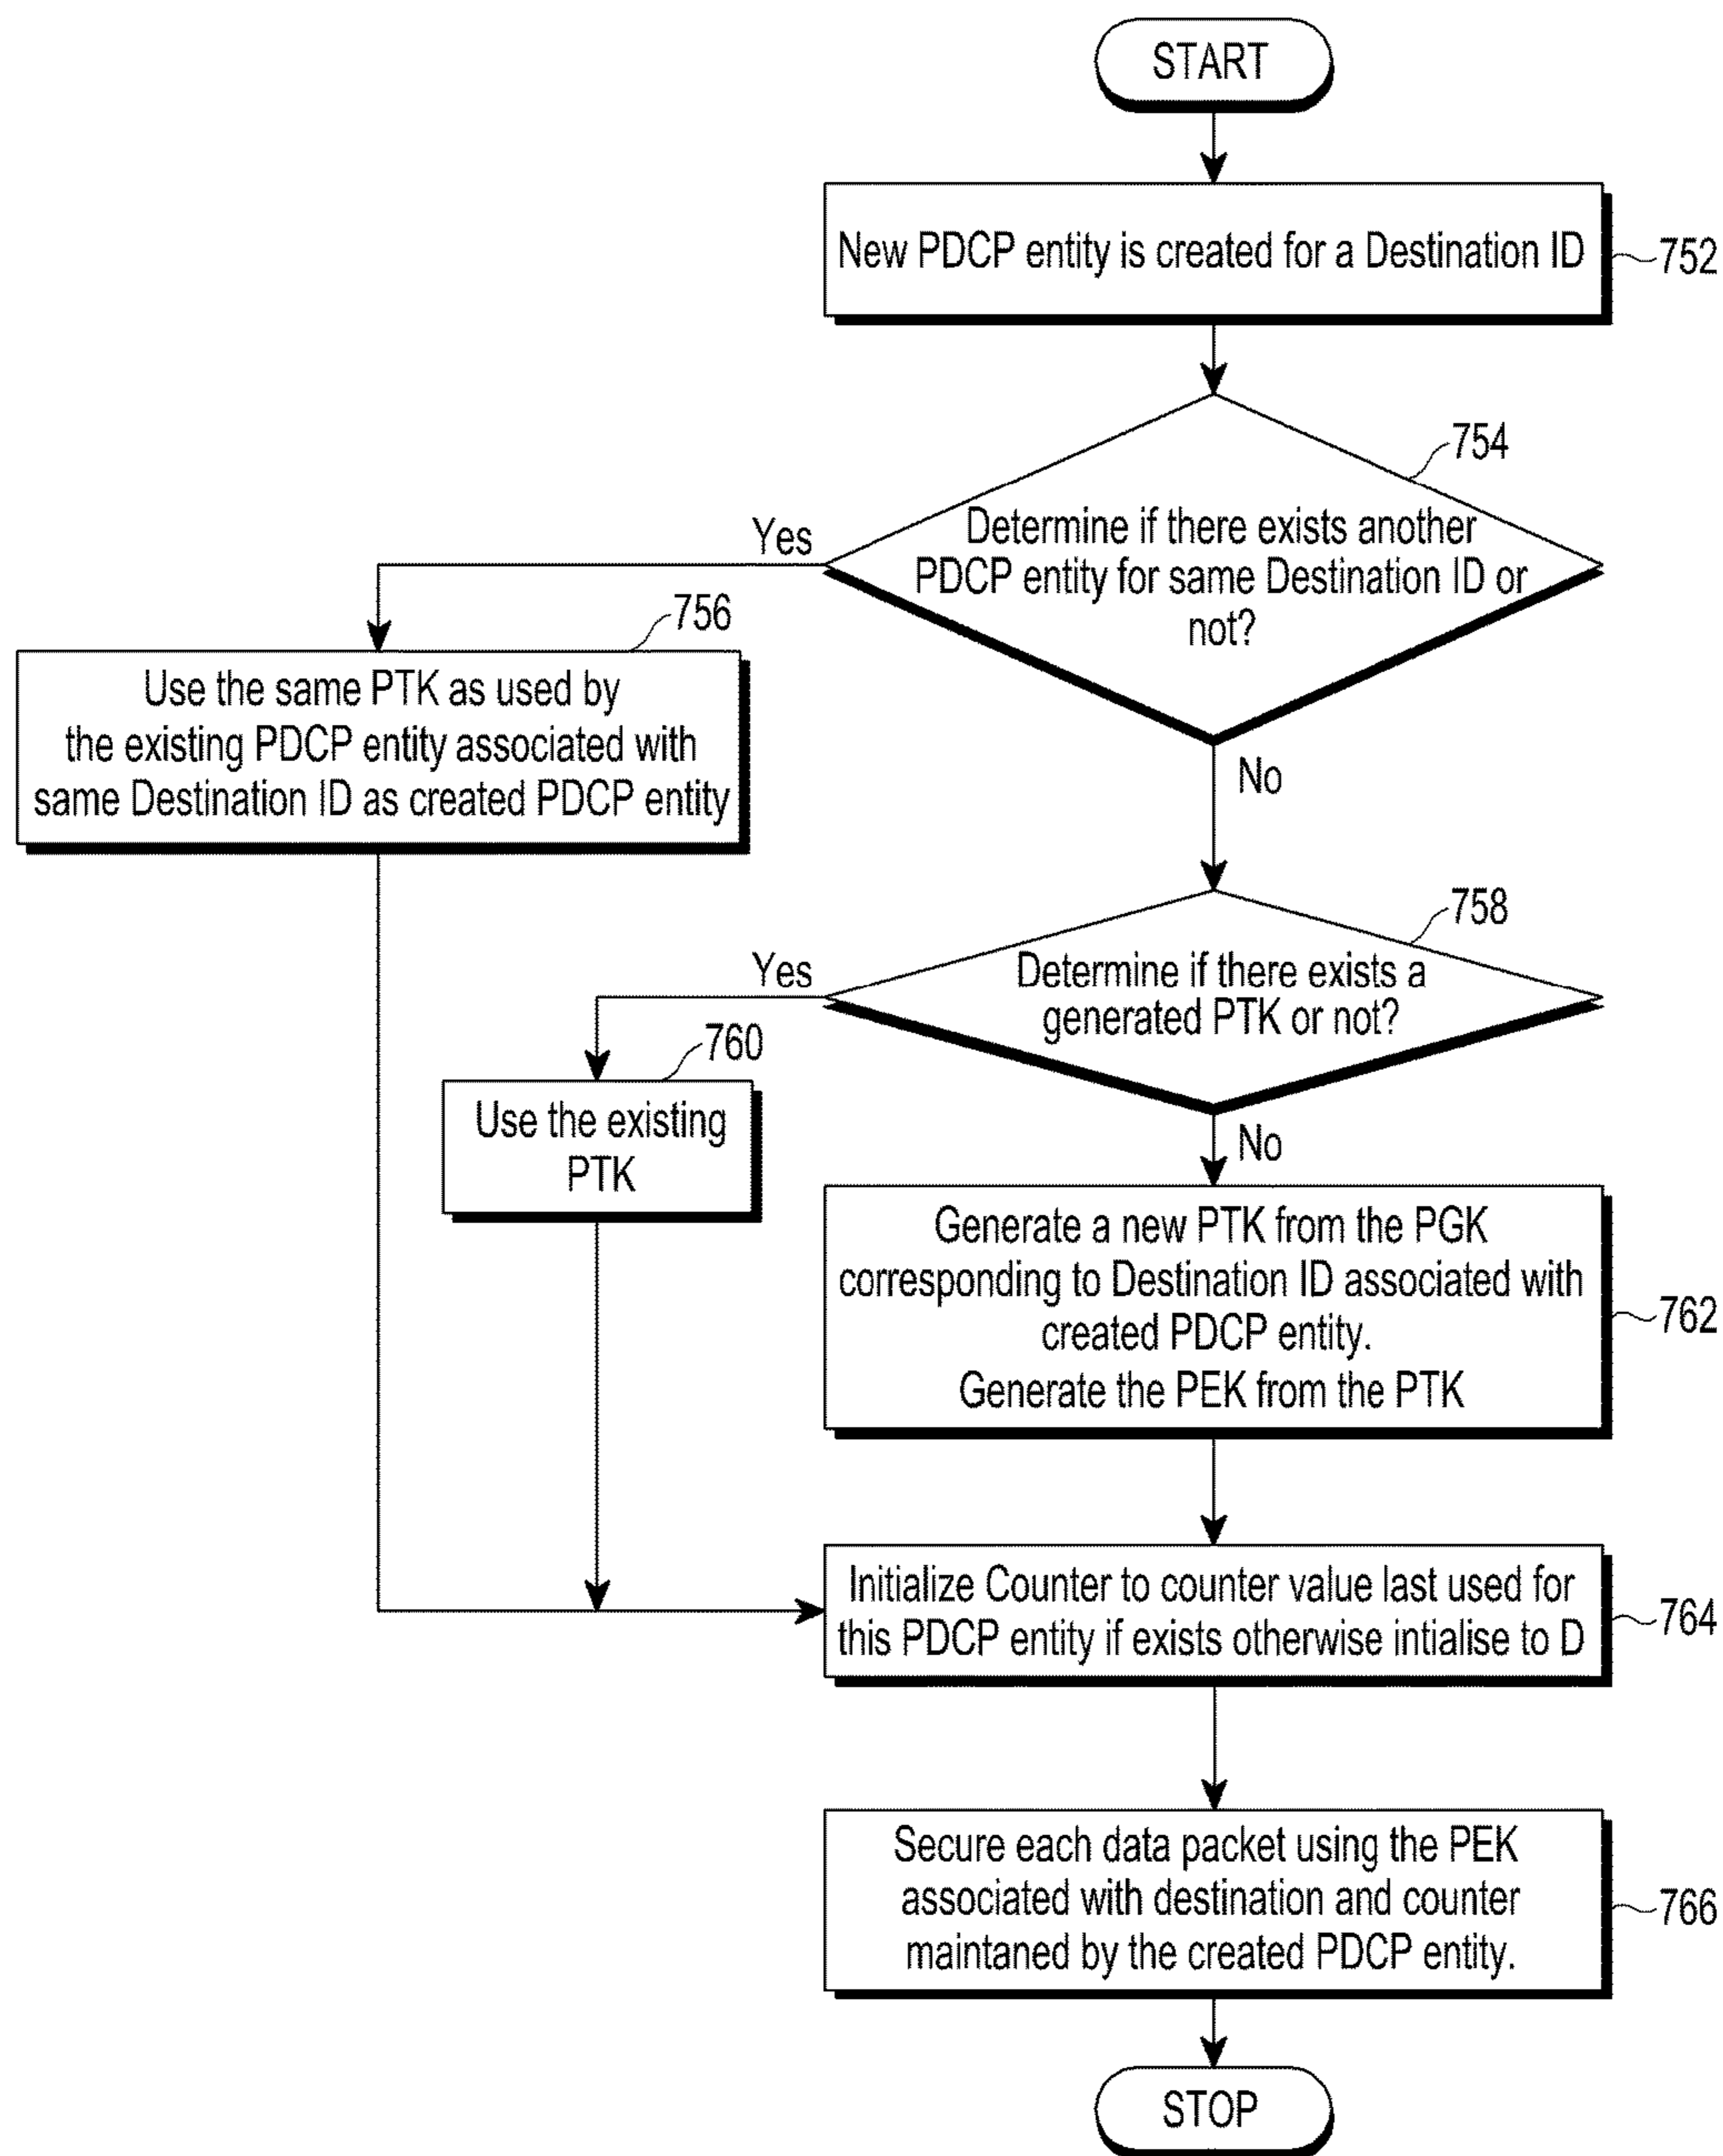 START
New PDCP entity is created for a Destination ID
752
754
Determine if there exists another
PDCP entity for same Destination ID or
not?
Yes
756
Use the same PTK as used by
the existing PDCP entity associated with
same Destination ID as created PDCP entity
No
758
Determine if there exists a
generated PTK or not?
Yes
760
Use the existing
PTK
No
Generate a new PTK from the PGK
corresponding to Destination ID associated with
created PDCP entity.
Generate the PEK from the PTK
762
Initialize Counter to counter value last used for
this PDCP entity if exists otherwise intialise to D
764
Secure each data packet using the PEK
associated with destination and counter
maintaned by the created PDCP entity.
766
STOP